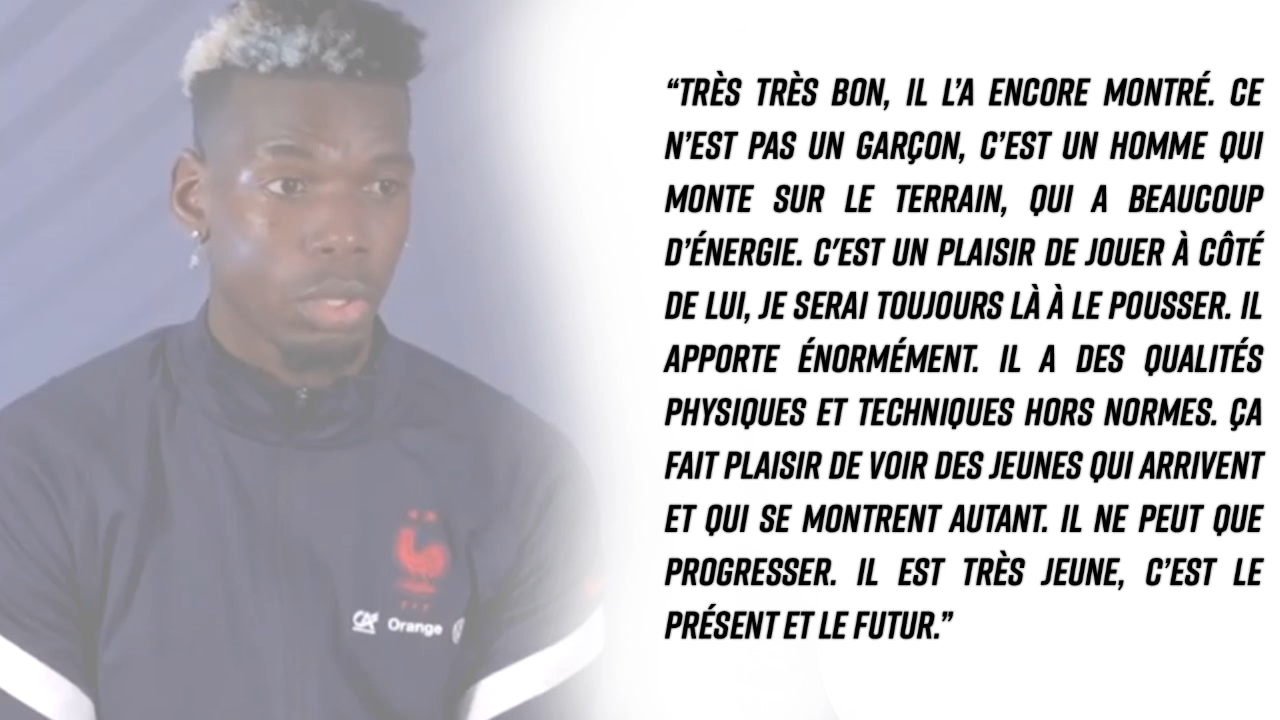 “TRÈS TRÈS BON, IL L’A ENCORE MONTRÉ. CE
N’EST PAS UN GARÇON, C’EST UN HOMME QUI
MONTE SUR LE TERRAIN, QUI A BEAUCOUP
D’ÉNERGIE. C'EST UN PLAISIR DE JOUER À CÔTÉ
DE LUI, JE SERAI TOUJOURS LÀ À LE POUSSER. IL
APPORTE ÉNORMÉMENT. IL A DES QUALITÉS
PHYSIQUES ET TECHNIQUES HORS NORMES. ÇA
FAIT PLAISIR DE VOIR DES JEUNES QUI ARRIVENT
ET QUI SE MONTRENT AUTANT. IL NE PEUT QUE
PROGRESSER. IL EST TRÈS JEUNE, C’EST LE
PRÉSENT ET LE FUTUR.”
CA Orange